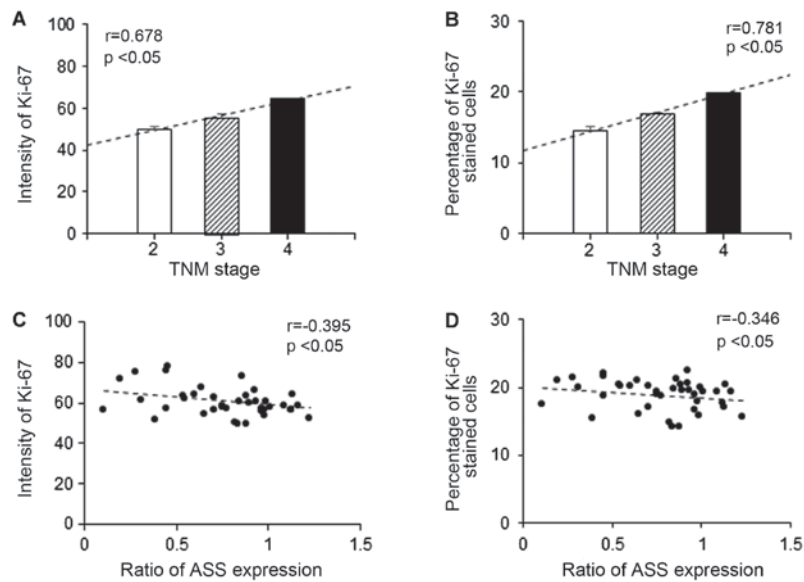 A
r=0.678
p <0.05
100
80
60
40
20
0
Intensity of Ki-67
2 3 4
TNM stage
B
r=0.781
p <0.05
30
20
10
0
Percentage of Ki-67
stained cells
2 3 4
TNM stage
C
r=-0.395
p <0.05
100
80
60
40
20
0
Intensity of Ki-67
0 0.5 1 1.5
Ratio of ASS expression
D
r=-0.346
p <0.05
30
20
10
0
Percentage of Ki-67
stained cells
0 0.5 1 1.5
Ratio of ASS expression